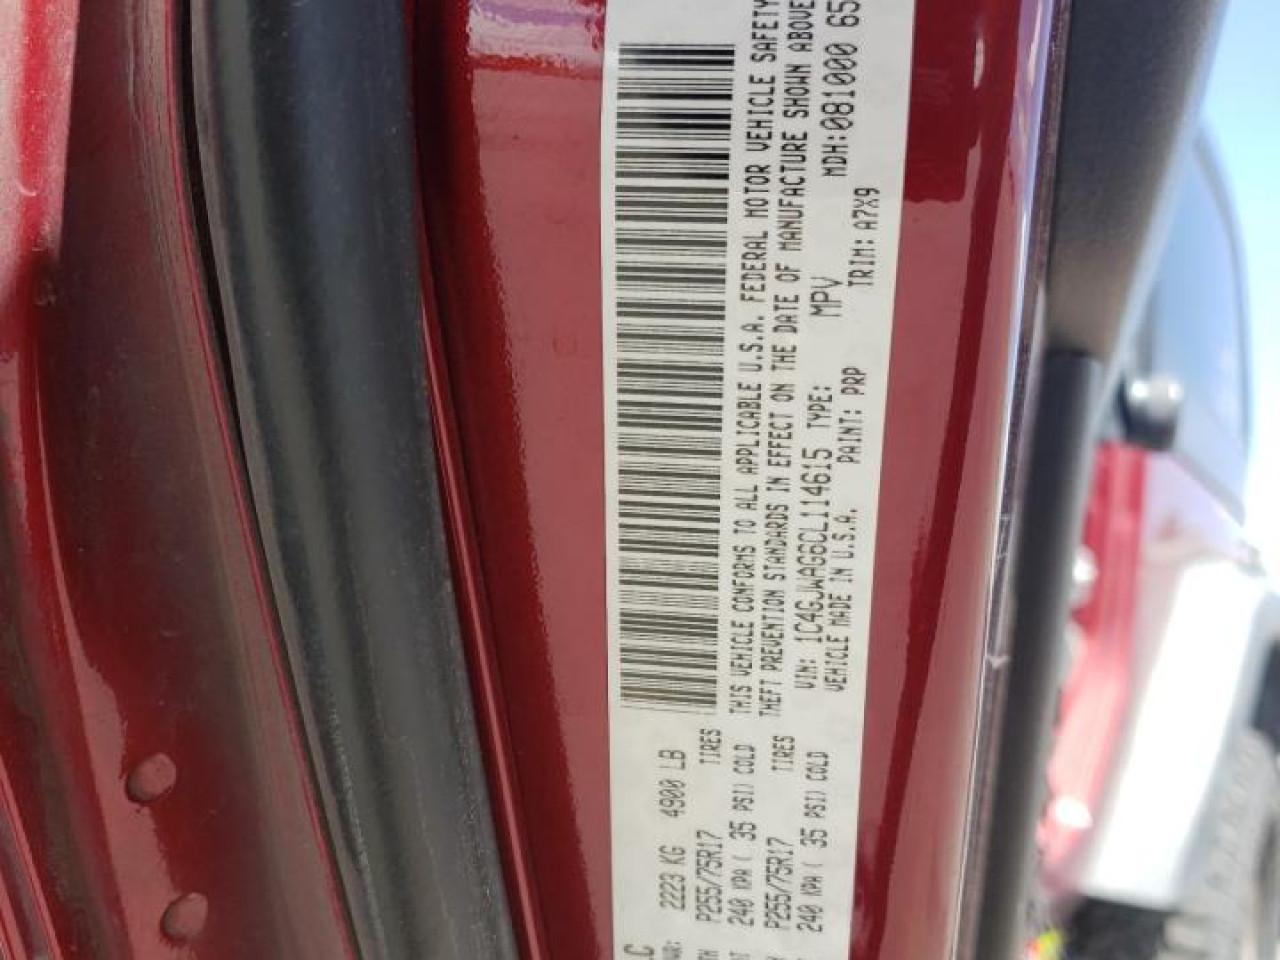 LC
2223 KG 4900 LB
P255/75R17 TIRES
240 KPA ( 35 PSI) COLD
P255/75R17 TIRES
240 KPA ( 35 PSI) COLD
THIS VEHICLE CONFORMS TO ALL APPLICABLE U.S.A. FEDERAL MOTOR VEHICLE SAFETY
THEFT PREVENTION STANDARDS IN EFFECT ON THE DATE OF MANUFACTURE SHOWN ABOVE
VIN: 1C4GJWAG6CL114615 TYPE: MPV MDH:081000 65
VEHICLE MADE IN U.S.A. PAINT: PRP TRIM: A7X9